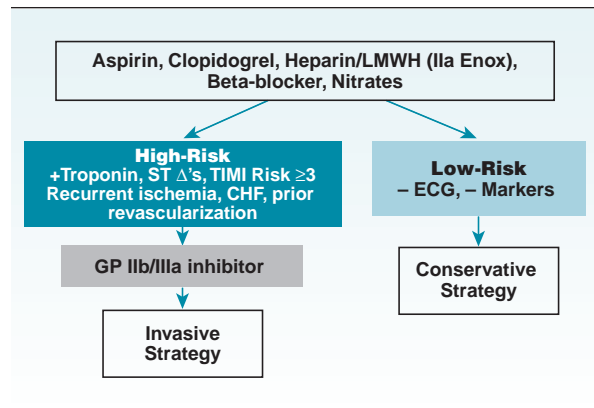 Aspirin, Clopidogrel, Heparin/LMWH (IIa Enox),
Beta-blocker, Nitrates
High-Risk
+Troponin, ST Δ's, TIMI Risk ≥3
Recurrent ischemia, CHF, prior
revascularization
Low-Risk
– ECG, – Markers
GP IIb/IIIa inhibitor
Conservative
Strategy
Invasive
Strategy